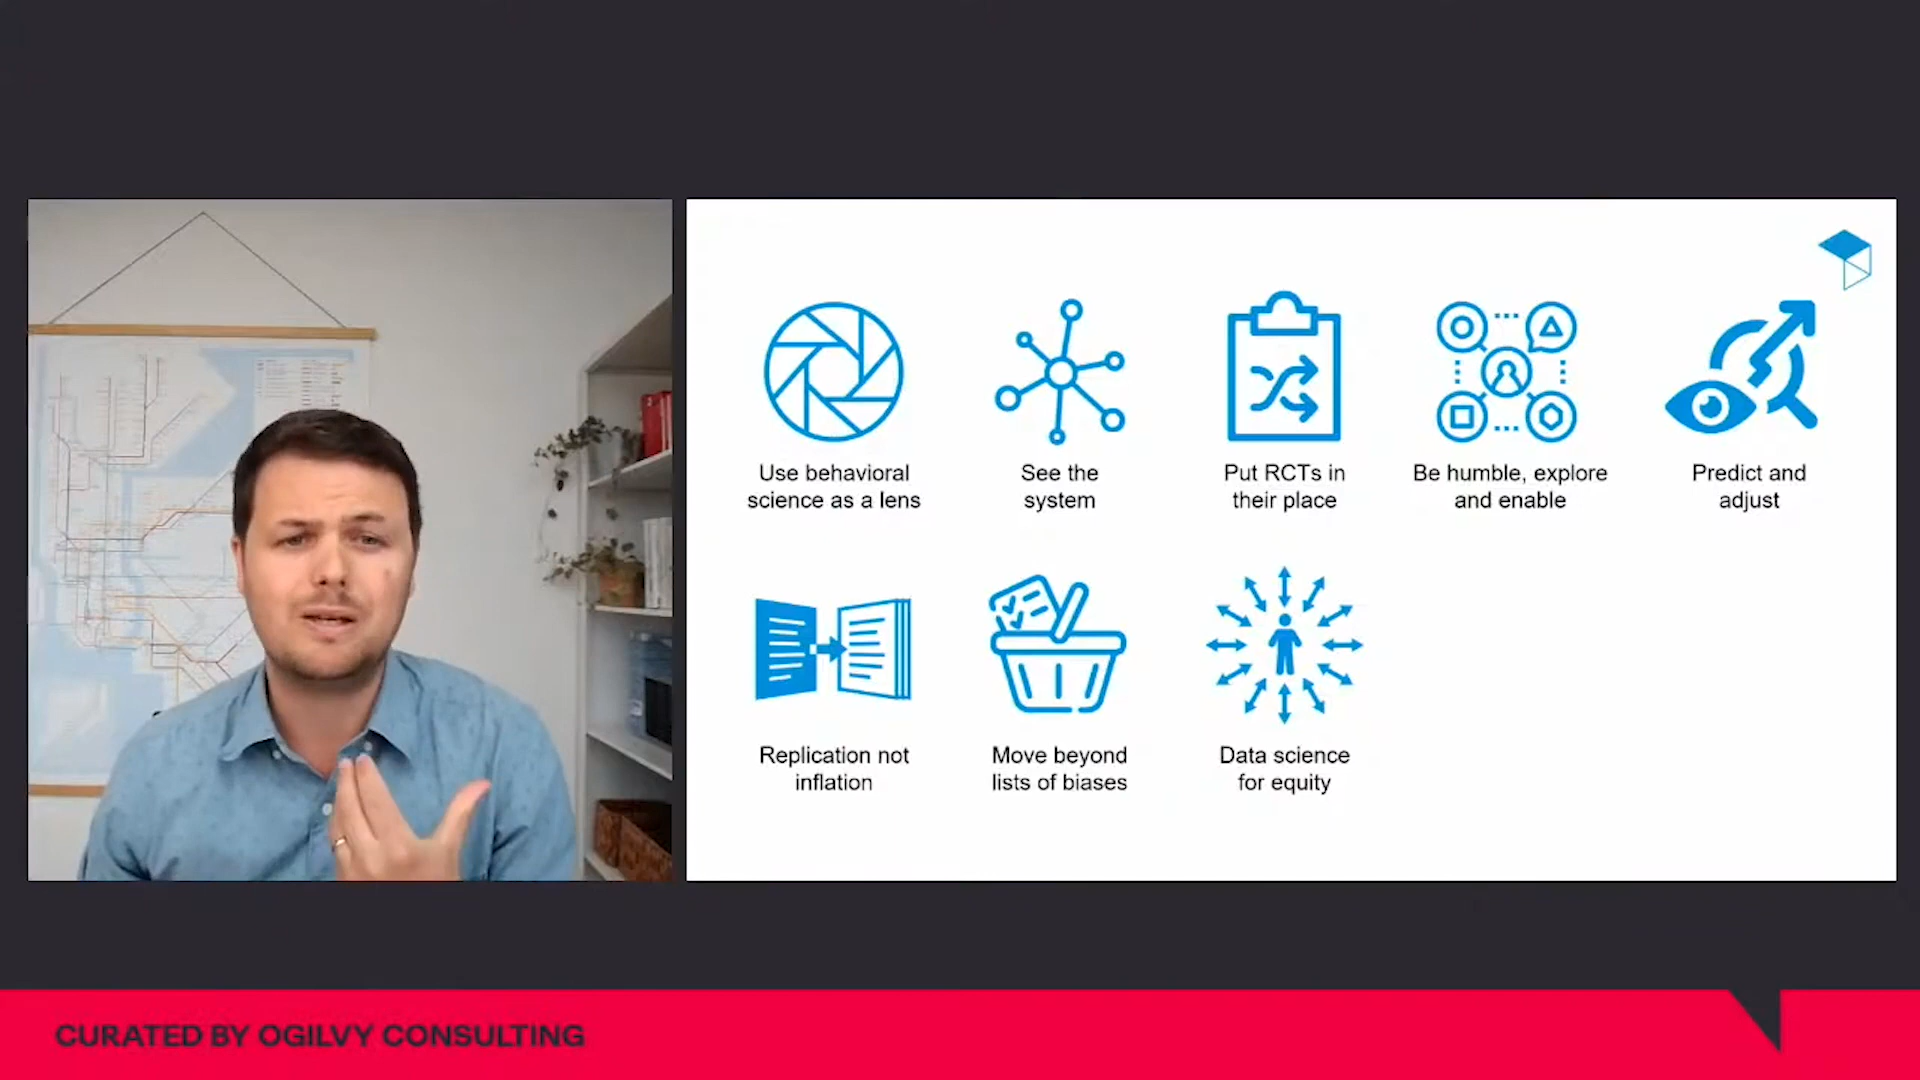 Use behavioral
science as a lens
See the
system
Put RCTs in
their place
Be humble, explore
and enable
Predict and
adjust
Replication not
inflation
Move beyond
lists of biases
Data science
for equity
CURATED BY OGILVY CONSULTING